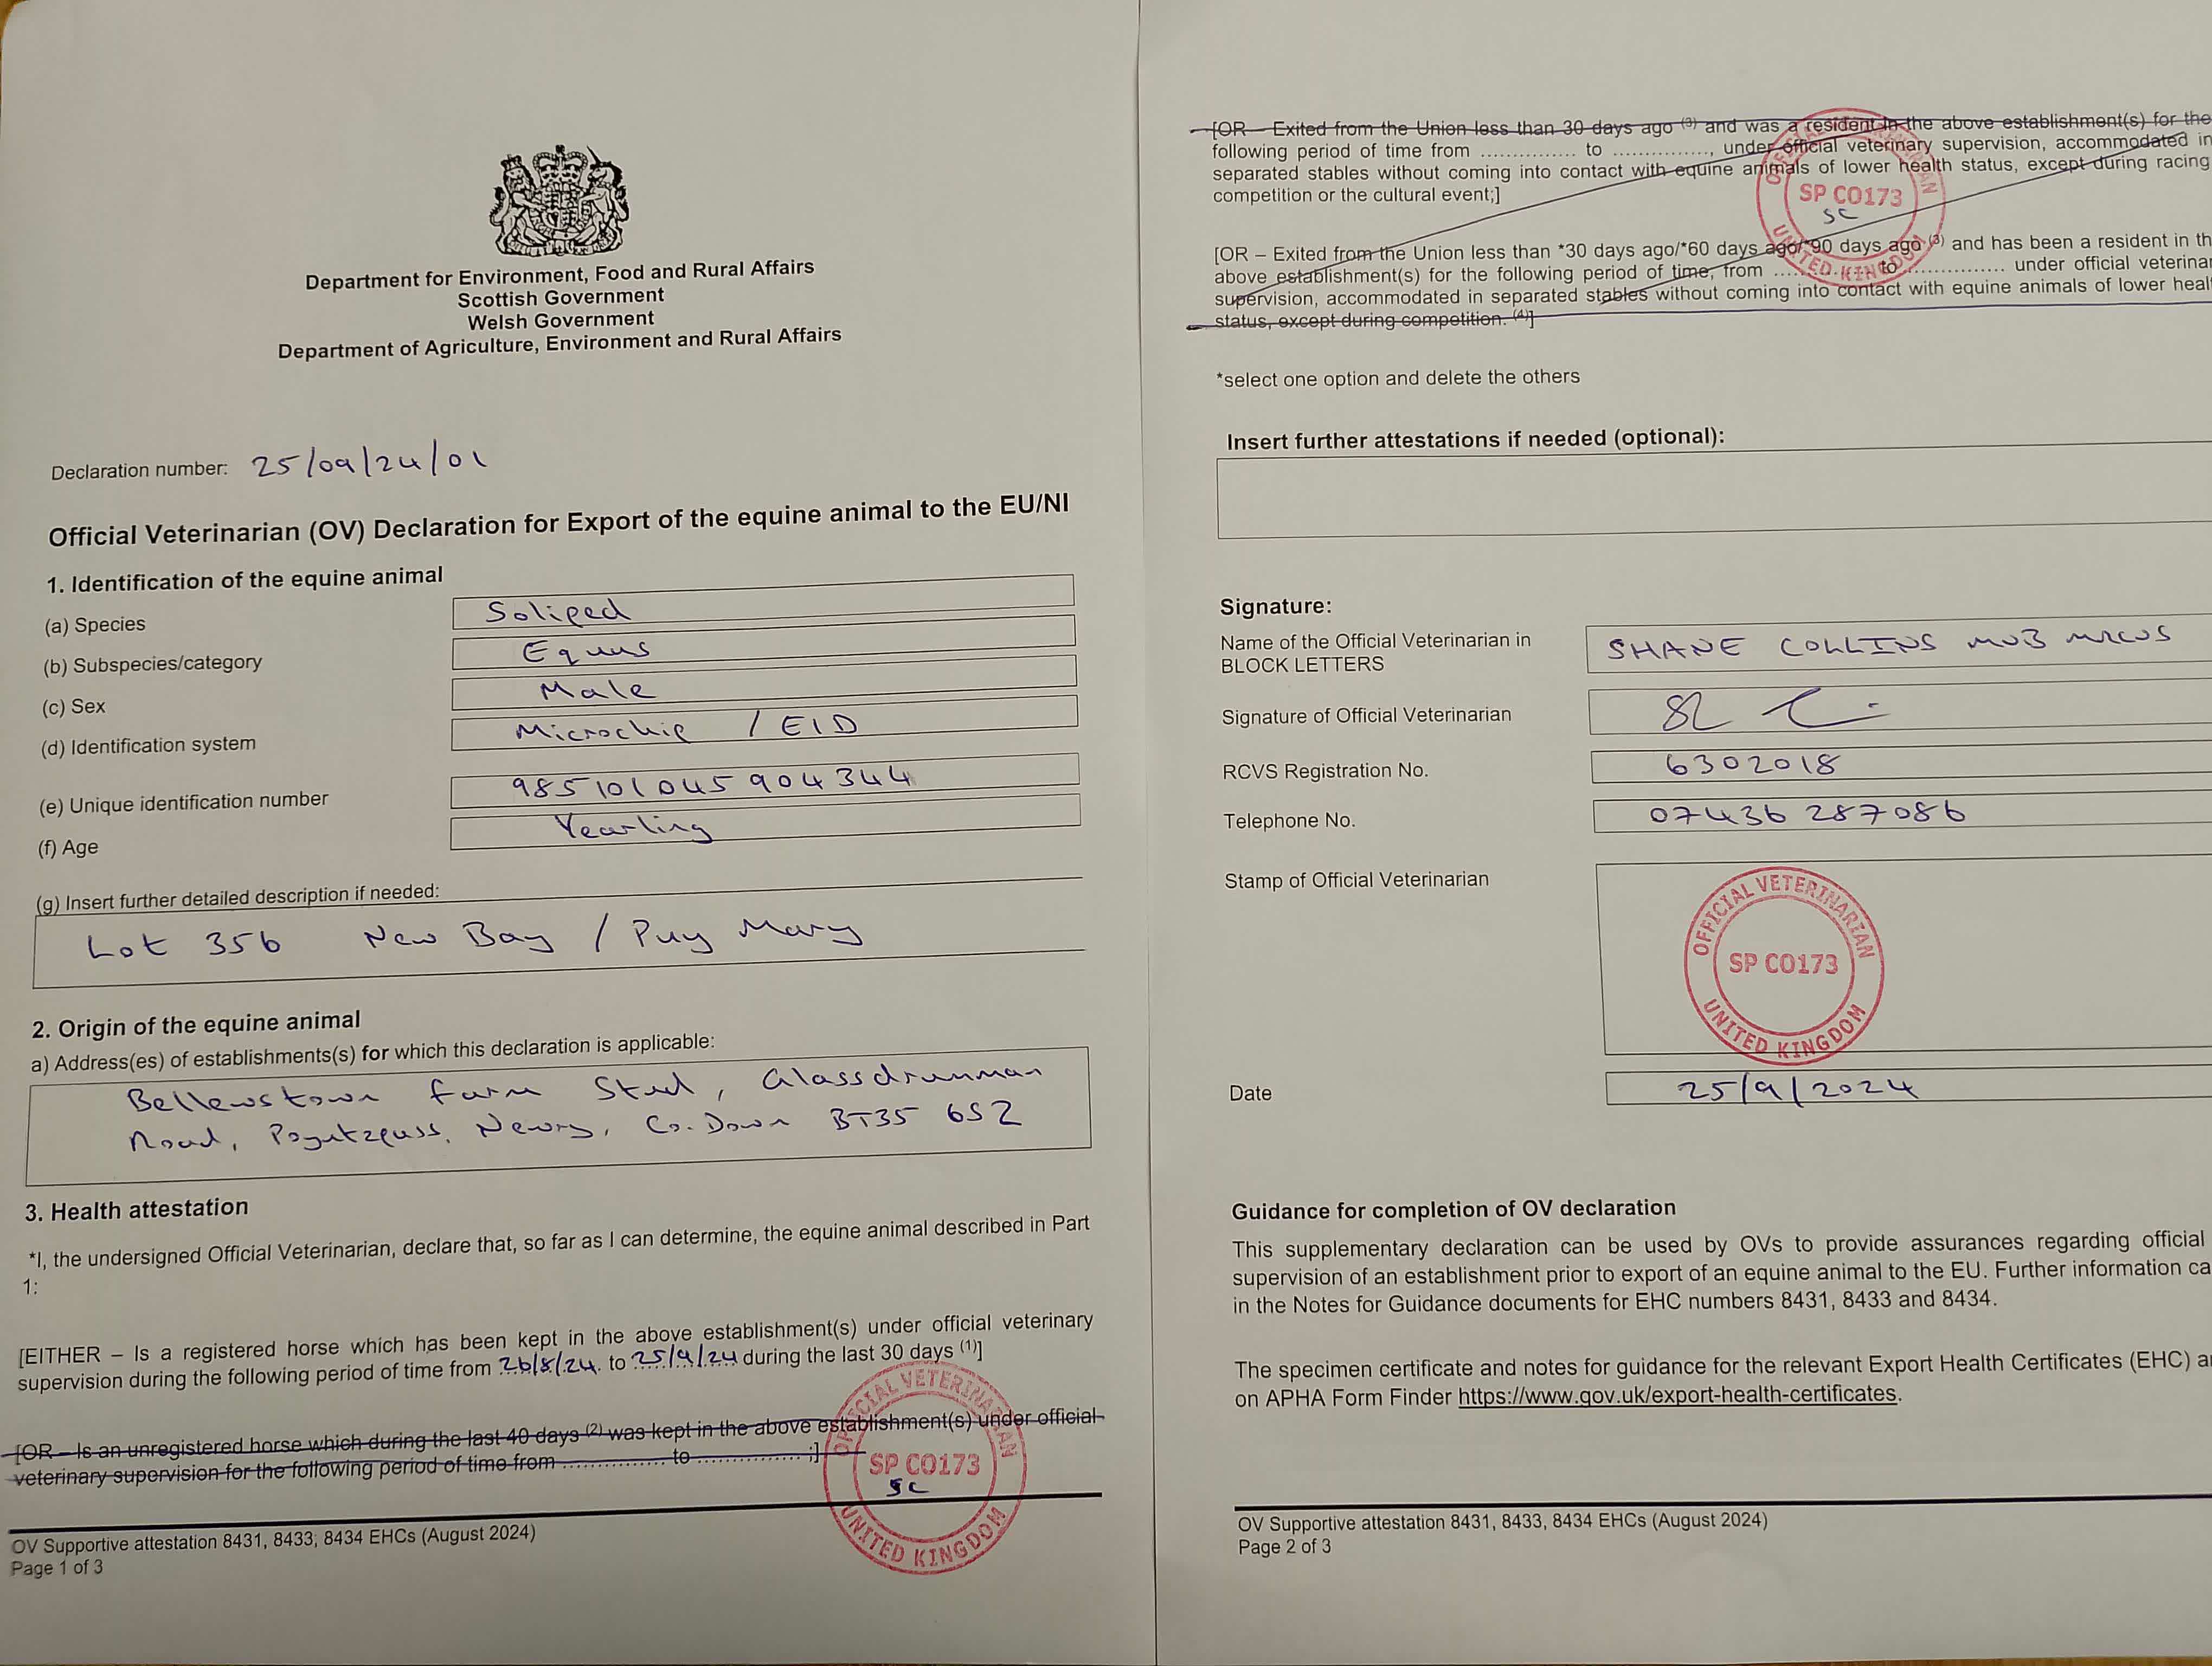 Department for Environment, Food and Rural Affairs
Scottish Government
Welsh Government
Department of Agriculture, Environment and Rural Affairs
Declaration number: 25/09/24/01
Official Veterinarian (OV) Declaration for Export of the equine animal to the EU/NI
1. Identification of the equine animal
(a) Species Soliped
(b) Subspecies/category Equus
(c) Sex Male
(d) Identification system Microchip / EID
(e) Unique identification number 985101045904344
(f) Age Yearling
(g) Insert further detailed description if needed:
Lot 356 New Bay / Puy Mary
2. Origin of the equine animal
a) Address(es) of establishments(s) for which this declaration is applicable:
Bellewstown Farm Stud, Glassdrumman
Road, Poyntzpass, Newry, Co. Down BT35 6SZ
3. Health attestation
*I, the undersigned Official Veterinarian, declare that, so far as I can determine, the equine animal described in Part
1:
[EITHER – Is a registered horse which has been kept in the above establishment(s) under official veterinary
supervision during the following period of time from 26/8/24. to 25/9/24 during the last 30 days (1)]
[OR – Is an unregistered horse which during the last 40 days (2) was kept in the above establishment(s) under official
veterinary supervision for the following period of time from ................ to ................ ;]
OFFICIAL VETERINARIAN
SP CO173
SC
UNITED KINGDOM
OV Supportive attestation 8431, 8433, 8434 EHCs (August 2024)
Page 1 of 3
[OR – Exited from the Union less than 30 days ago (3) and was a resident in the above establishment(s) for the
following period of time from ................ to ................, under official veterinary supervision, accommodated in
separated stables without coming into contact with equine animals of lower health status, except during racing
competition or the cultural event;]
OFFICIAL VETERINARIAN
SP CO173
SC
UNITED KINGDOM
[OR – Exited from the Union less than *30 days ago/*60 days ago/*90 days ago (3) and has been a resident in th
above establishment(s) for the following period of time, from ................ to ................ under official veterinar
supervision, accommodated in separated stables without coming into contact with equine animals of lower healt
status, except during competition. (4)]
*select one option and delete the others
Insert further attestations if needed (optional):
Signature:
Name of the Official Veterinarian in
BLOCK LETTERS SHANE COLLINS MVB MRCVS
Signature of Official Veterinarian
RCVS Registration No. 6302018
Telephone No. 07436 287086
Stamp of Official Veterinarian
OFFICIAL VETERINARIAN
SP CO173
UNITED KINGDOM
Date 25/9/2024
Guidance for completion of OV declaration
This supplementary declaration can be used by OVs to provide assurances regarding official
supervision of an establishment prior to export of an equine animal to the EU. Further information ca
in the Notes for Guidance documents for EHC numbers 8431, 8433 and 8434.
The specimen certificate and notes for guidance for the relevant Export Health Certificates (EHC) a
on APHA Form Finder https://www.gov.uk/export-health-certificates.
OV Supportive attestation 8431, 8433, 8434 EHCs (August 2024)
Page 2 of 3